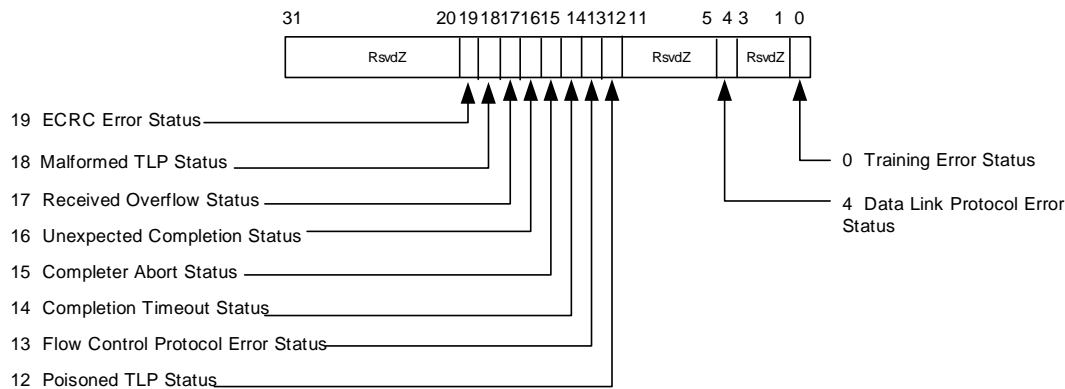 31 20 19 18 17 16 15 14 13 12 11 5 4 3 1 0
RsvdZ RsvdZ RsvdZ
19 ECRC Error Status
18 Malformed TLP Status
0 Training Error Status
17 Received Overflow Status
4 Data Link Protocol Error
Status
16 Unexpected Completion Status
15 Completer Abort Status
14 Completion Timeout Status
13 Flow Control Protocol Error Status
12 Poisoned TLP Status